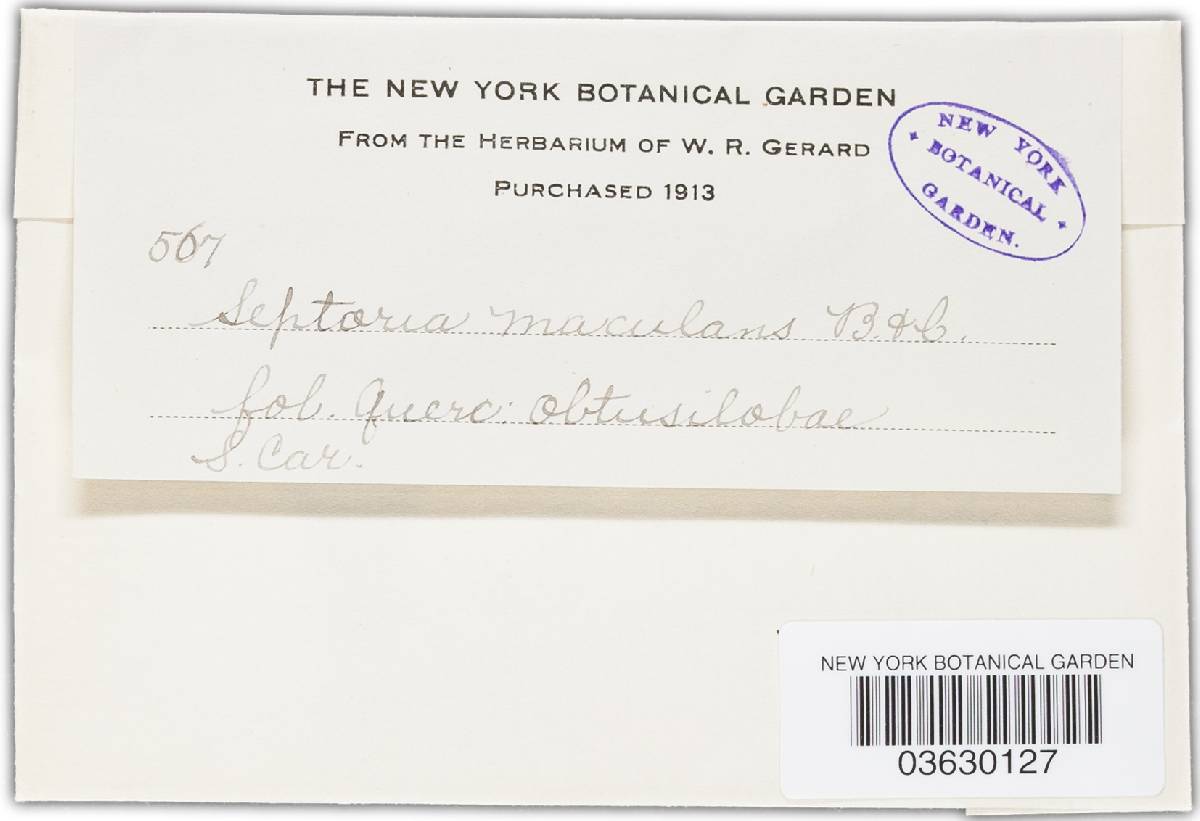 THE NEW YORK BOTANICAL GARDEN
FROM THE HERBARIUM OF W. R. GERARD
PURCHASED 1913
NEW YORK
BOTANICAL
GARDEN.
567
Septoria maculans B. & C.
fol. Querc. obtusilobae
S. Car.
NEW YORK BOTANICAL GARDEN
03630127